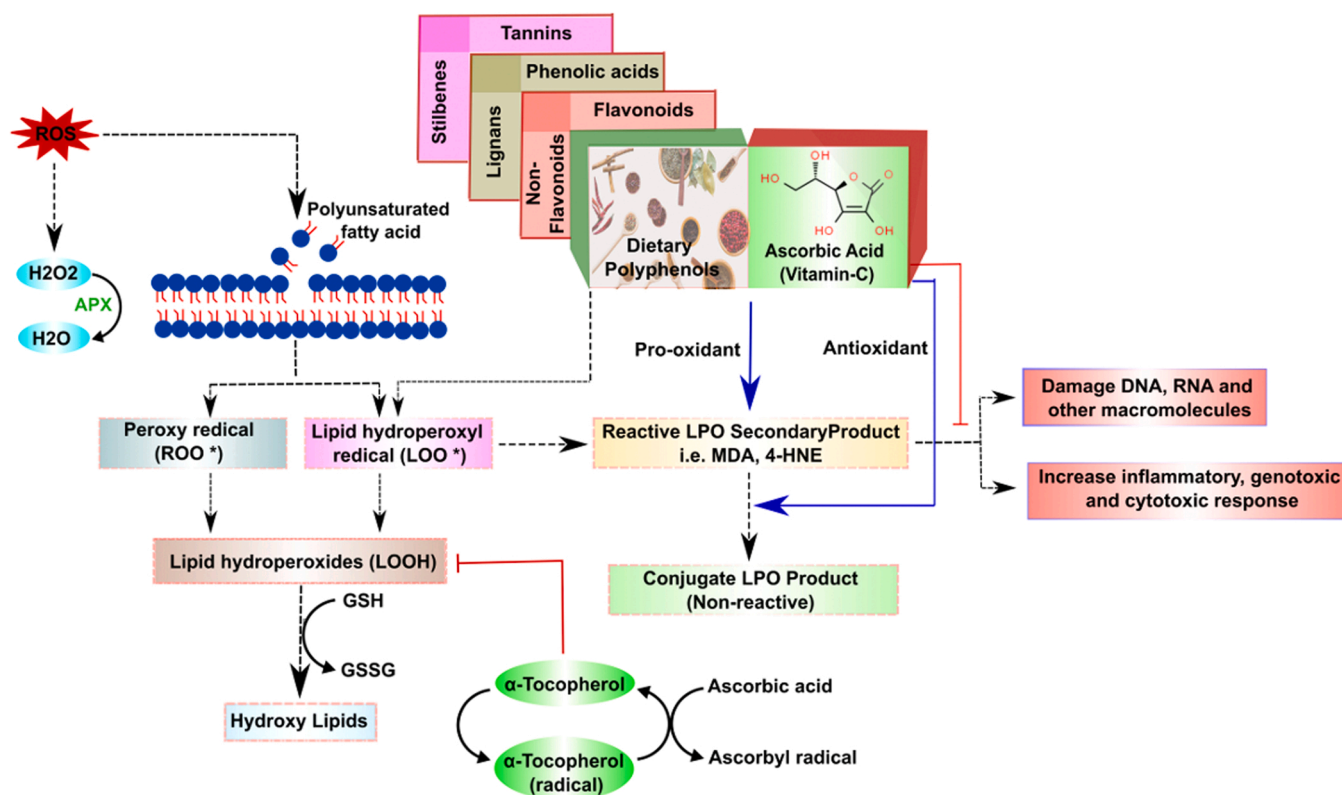 Tannins
Stilbenes
Phenolic acids
Lignans
Flavonoids
Non-
Flavonoids
ROS
Polyunsaturated
fatty acid
H2O2
APX
H2O
Dietary
Polyphenols
OH
HO
O
O
HO
OH
Ascorbic Acid
(Vitamin-C)
Pro-oxidant
Antioxidant
Damage DNA, RNA and
other macromolecules
Peroxy redical
(ROO *)
Lipid hydroperoxyl
redical (LOO *)
Reactive LPO SecondaryProduct
i.e. MDA, 4-HNE
Increase inflammatory, genotoxic
and cytotoxic response
Lipid hydroperoxides (LOOH)
Conjugate LPO Product
(Non-reactive)
GSH
GSSG
Hydroxy Lipids
α-Tocopherol
Ascorbic acid
α-Tocopherol
(radical)
Ascorbyl radical